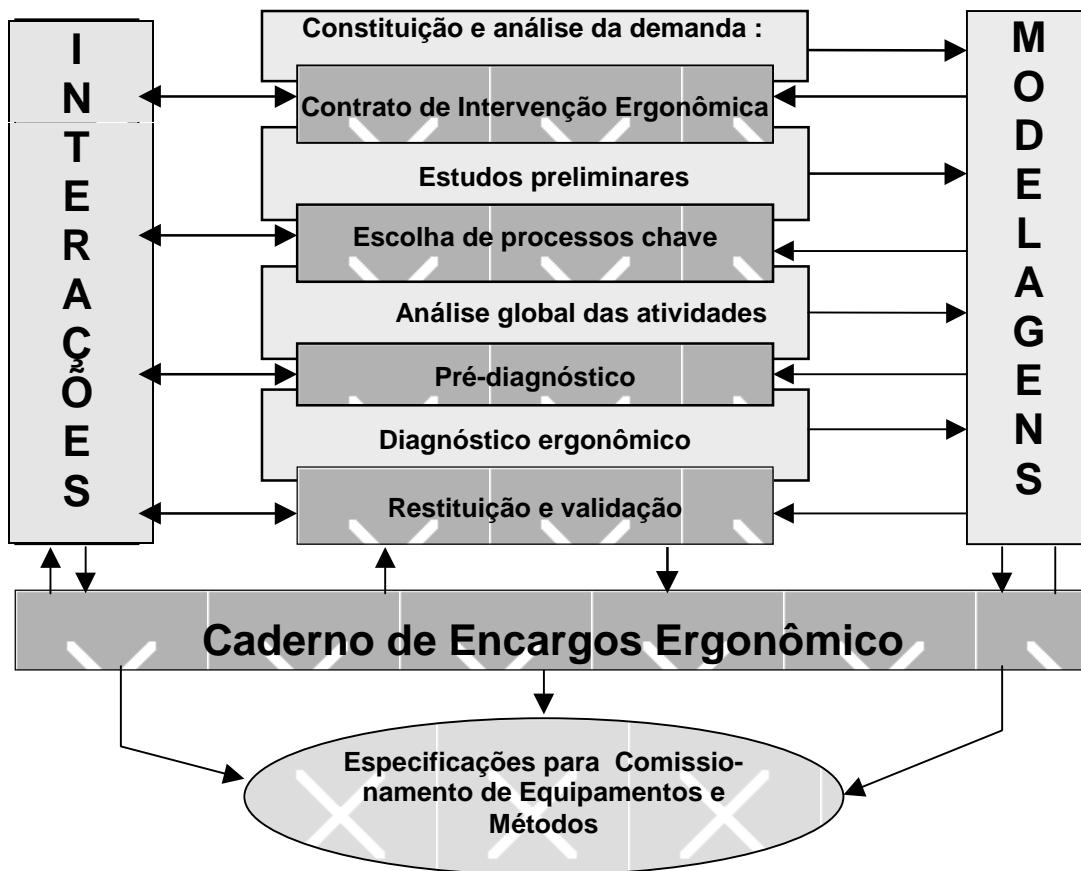 INTERAÇÕES
Constituição e análise da demanda :
Contrato de Intervenção Ergonômica
Estudos preliminares
Escolha de processos chave
Análise global das atividades
Pré-diagnóstico
Diagnóstico ergonômico
Restituição e validação
MODELAGENS
Caderno de Encargos Ergonômico
Especificações para Comissio-
namento de Equipamentos e
Métodos